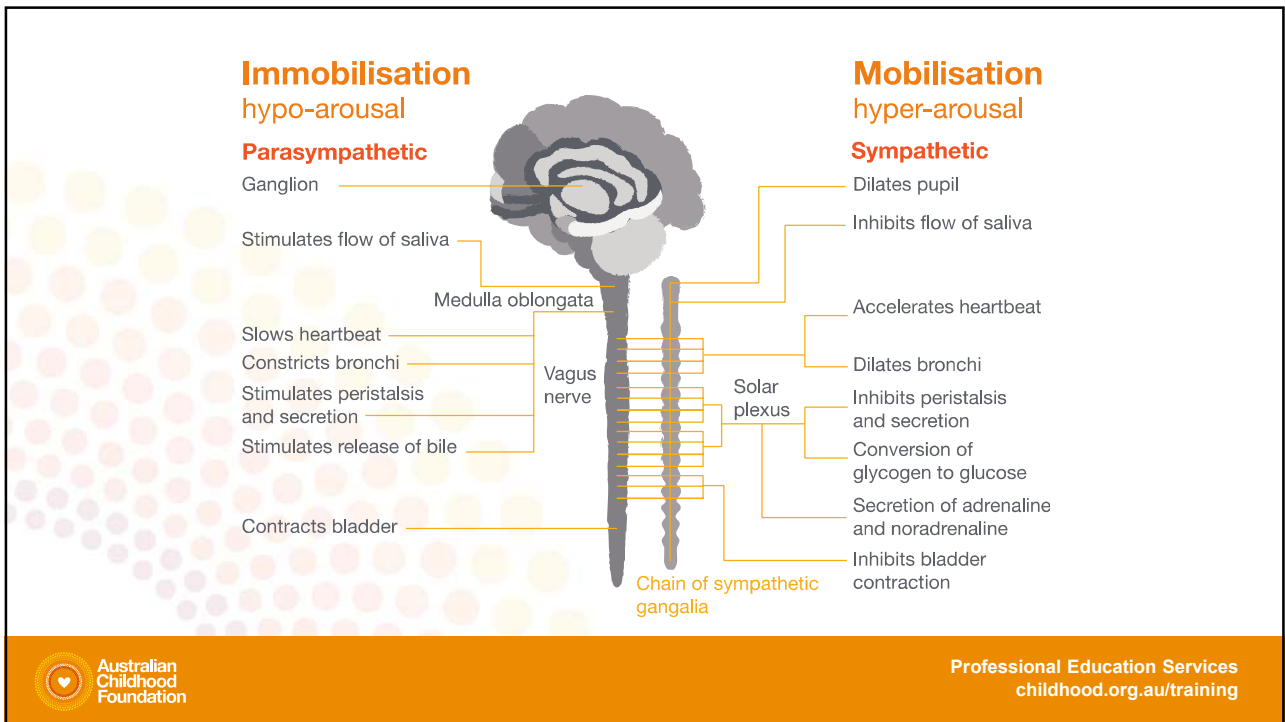 Immobilisation
hypo-arousal
Parasympathetic
Ganglion
Stimulates flow of saliva
Medulla oblongata
Slows heartbeat
Constricts bronchi
Vagus
nerve
Stimulates peristalsis
and secretion
Stimulates release of bile
Contracts bladder
Mobilisation
hyper-arousal
Sympathetic
Dilates pupil
Inhibits flow of saliva
Accelerates heartbeat
Dilates bronchi
Solar
plexus
Inhibits peristalsis
and secretion
Conversion of
glycogen to glucose
Secretion of adrenaline
and noradrenaline
Inhibits bladder
contraction
Chain of sympathetic
gangalia
Australian
Childhood
Foundation
Professional Education Services
childhood.org.au/training